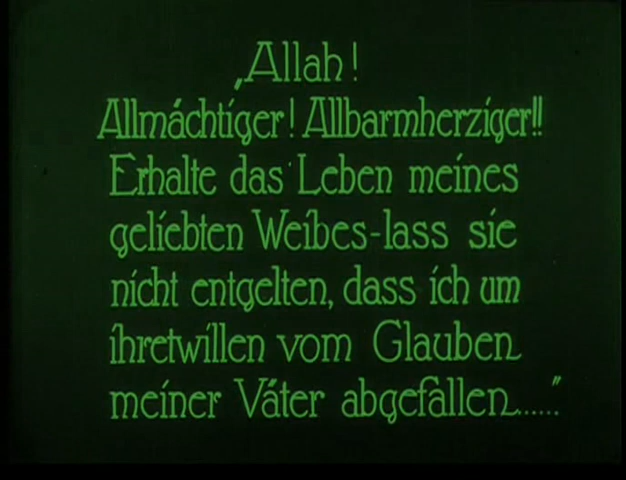 „Allah!
Allmächtiger! Allbarmherziger!!
Erhalte das Leben meines
geliebten Weibes-lass sie
nicht entgelten, dass ich um
ihretwillen vom Glauben
meiner Väter abgefallen......"